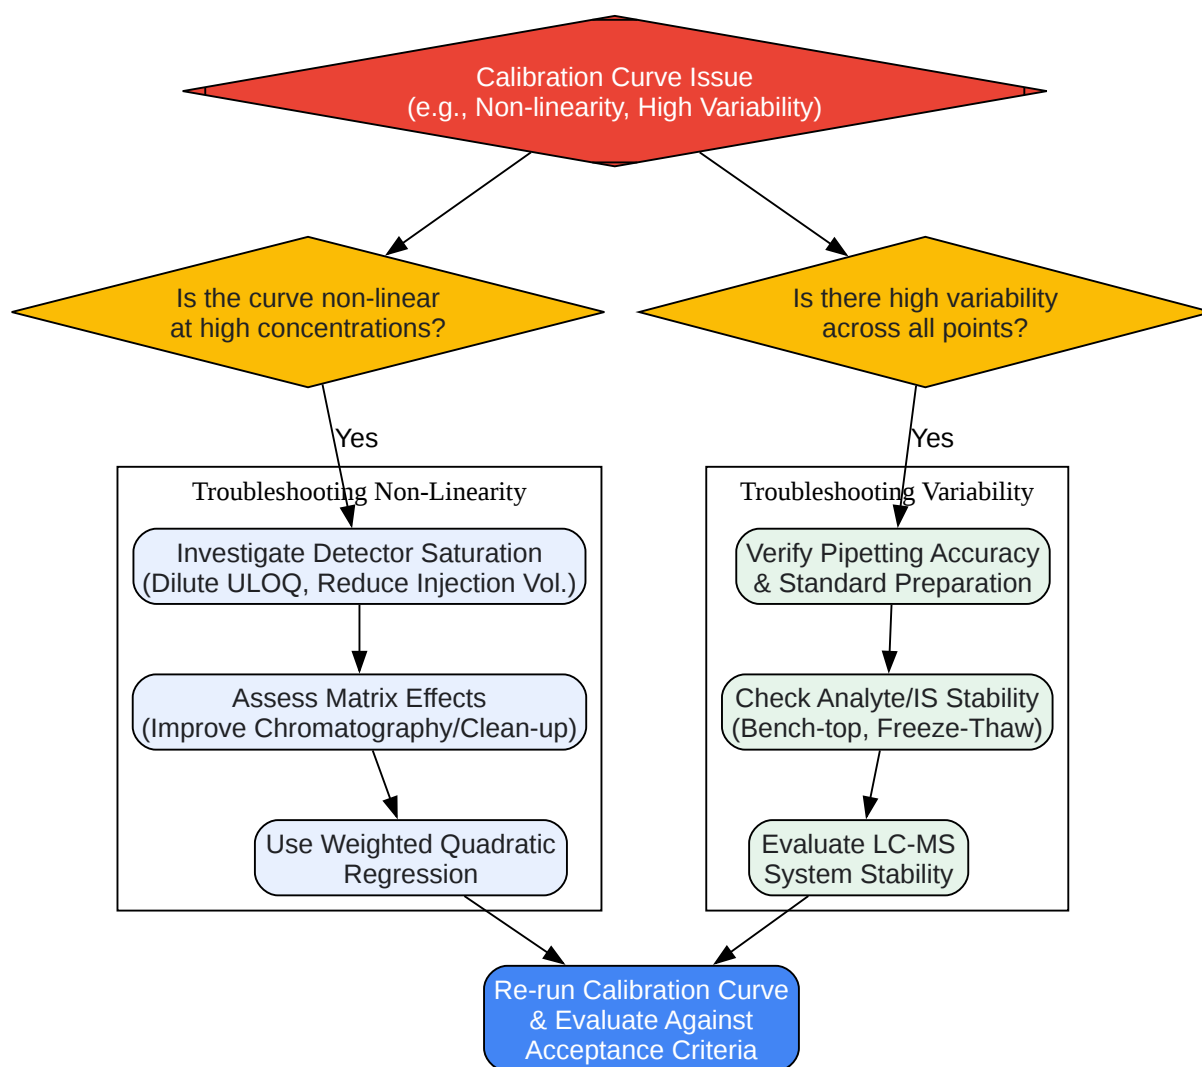 Calibration Curve Issue
(e.g., Non-linearity, High Variability)
Is the curve non-linear
at high concentrations?
Is there high variability
across all points?
Yes
Yes
Troubleshooting Non-Linearity
Investigate Detector Saturation
(Dilute ULOQ, Reduce Injection Vol.)
Assess Matrix Effects
(Improve Chromatography/Clean-up)
Use Weighted Quadratic
Regression
Troubleshooting Variability
Verify Pipetting Accuracy
& Standard Preparation
Check Analyte/IS Stability
(Bench-top, Freeze-Thaw)
Evaluate LC-MS
System Stability
Re-run Calibration Curve
& Evaluate Against
Acceptance Criteria